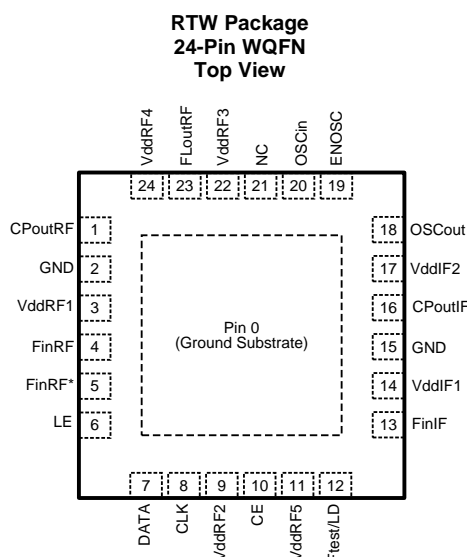 RTW Package
24-Pin WQFN
Top View
VddRF4
FLoutRF
VddRF3
NC
OSCin
ENOSC
24 23 22 21 20 19
CPoutRF 1
GND 2
VddRF1 3
FinRF 4
FinRF* 5
LE 6
18 OSCout
17 VddIF2
16 CPoutIF
15 GND
14 VddIF1
13 FinIF
Pin 0
(Ground Substrate)
7 8 9 10 11 12
DATA
CLK
VddRF2
CE
VddRF5
Ftest/LD